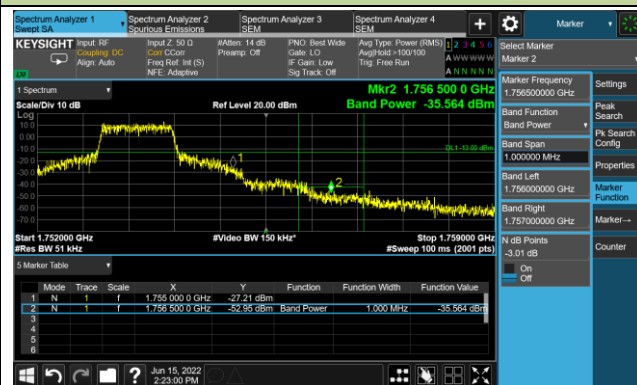 Spectrum Analyzer 1
Swept SA
Spectrum Analyzer 2
Spurious Emissions
Spectrum Analyzer 3
SEM
Spectrum Analyzer 4
SEM
+
Marker
KEYSIGHT
Input: RF
Coupling: DC
Align: Auto
Input Z: 50 Ω
Corr CCorr
Freq Ref: Int (S)
NFE: Adaptive
#Atten: 14 dB
Preamp: Off
PNO: Best Wide
Gate: LO
IF Gain: Low
Sig Track: Off
Avg Type: Power (RMS)
Avg|Hold >100/100
Trig: Free Run
1 2 3 4 5 6
A W W W W W
A N N N N N
LXI
Select Marker
Marker 2
1 Spectrum
Scale/Div 10 dB
Log
Ref Level 20.00 dBm
Mkr2 1.756 500 0 GHz
Band Power -35.564 dBm
10.0
0.00
-10.0
-20.0
-30.0
-40.0
-50.0
-60.0
-70.0
DL1 -13.00 dBm
1
2
Start 1.752000 GHz
#Res BW 51 kHz
#Video BW 150 kHz*
Stop 1.759000 GHz
#Sweep 100 ms (2001 pts)
Marker Frequency
1.756500000 GHz
Band Function
Band Power
Band Span
1.000000 MHz
Band Left
1.756000000 GHz
Band Right
1.757000000 GHz
N dB Points
-3.01 dB
On
Off
Settings
Peak
Search
Pk Search
Config
Properties
Marker
Function
Marker→
Counter
5 Marker Table
Mode Trace Scale X Y Function Function Width Function Value
1 N 1 f 1.755 000 0 GHz -27.21 dBm
2 N 1 f 1.756 500 0 GHz -52.95 dBm Band Power 1.000 MHz -35.564 dBm
3
4
5
6
?
Jun 15, 2022
2:23:00 PM